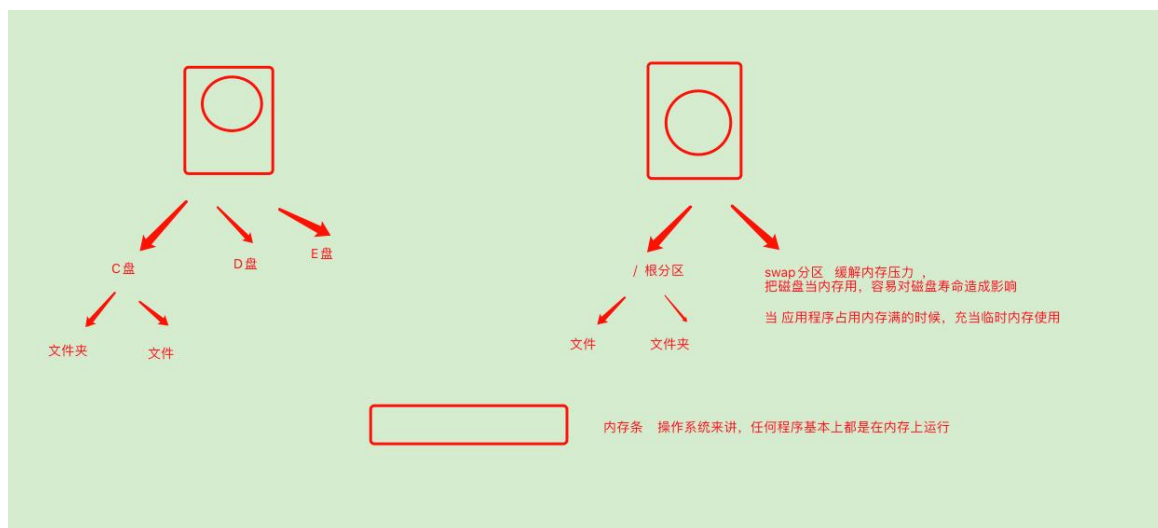 C盘
D盘
E盘
文件夹
文件
/ 根分区
文件
文件夹
swap分区 缓解内存压力，
把磁盘当内存用，容易对磁盘寿命造成影响
当 应用程序占用内存满的时候，充当临时内存使用
内存条 操作系统来讲，任何程序基本上都是在内存上运行